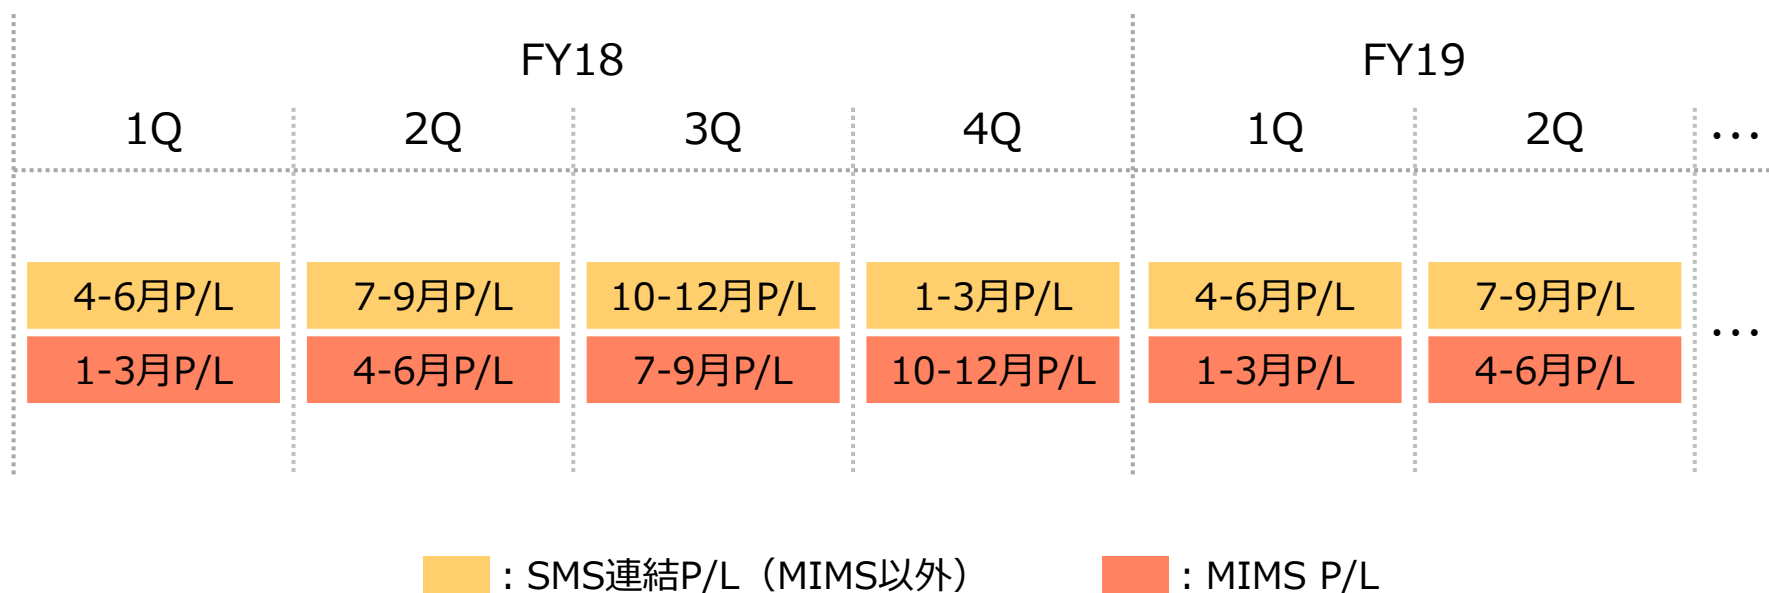 FY18 FY19
1Q 2Q 3Q 4Q 1Q 2Q …
4-6月P/L 7-9月P/L 10-12月P/L 1-3月P/L 4-6月P/L 7-9月P/L
…
1-3月P/L 4-6月P/L 7-9月P/L 10-12月P/L 1-3月P/L 4-6月P/L
: SMS連結P/L（MIMS以外） : MIMS P/L